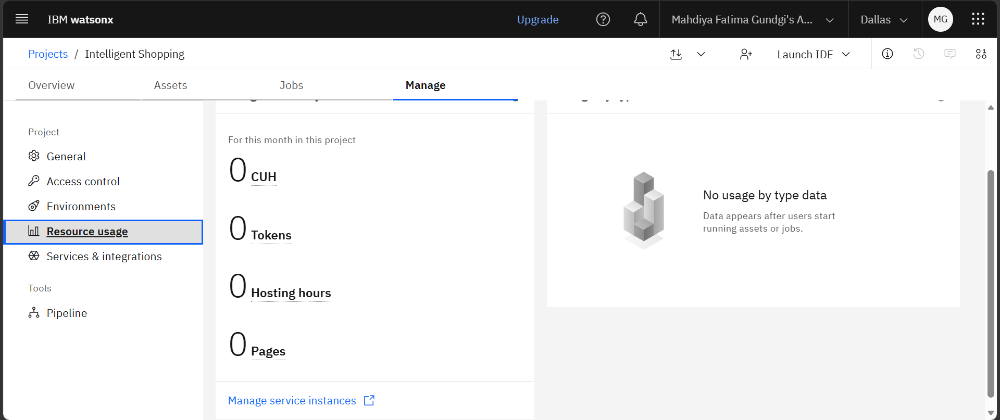 IBM watsonx
Upgrade
Mahdiya Fatima Gundgi's A...
Dallas
MG
Projects / Intelligent Shopping
Launch IDE
Overview
Assets
Jobs
Manage
Project
General
Access control
Environments
Resource usage
Services & integrations
Tools
Pipeline
For this month in this project
0 CUH
0 Tokens
0 Hosting hours
0 Pages
Manage service instances
No usage by type data
Data appears after users start
running assets or jobs.